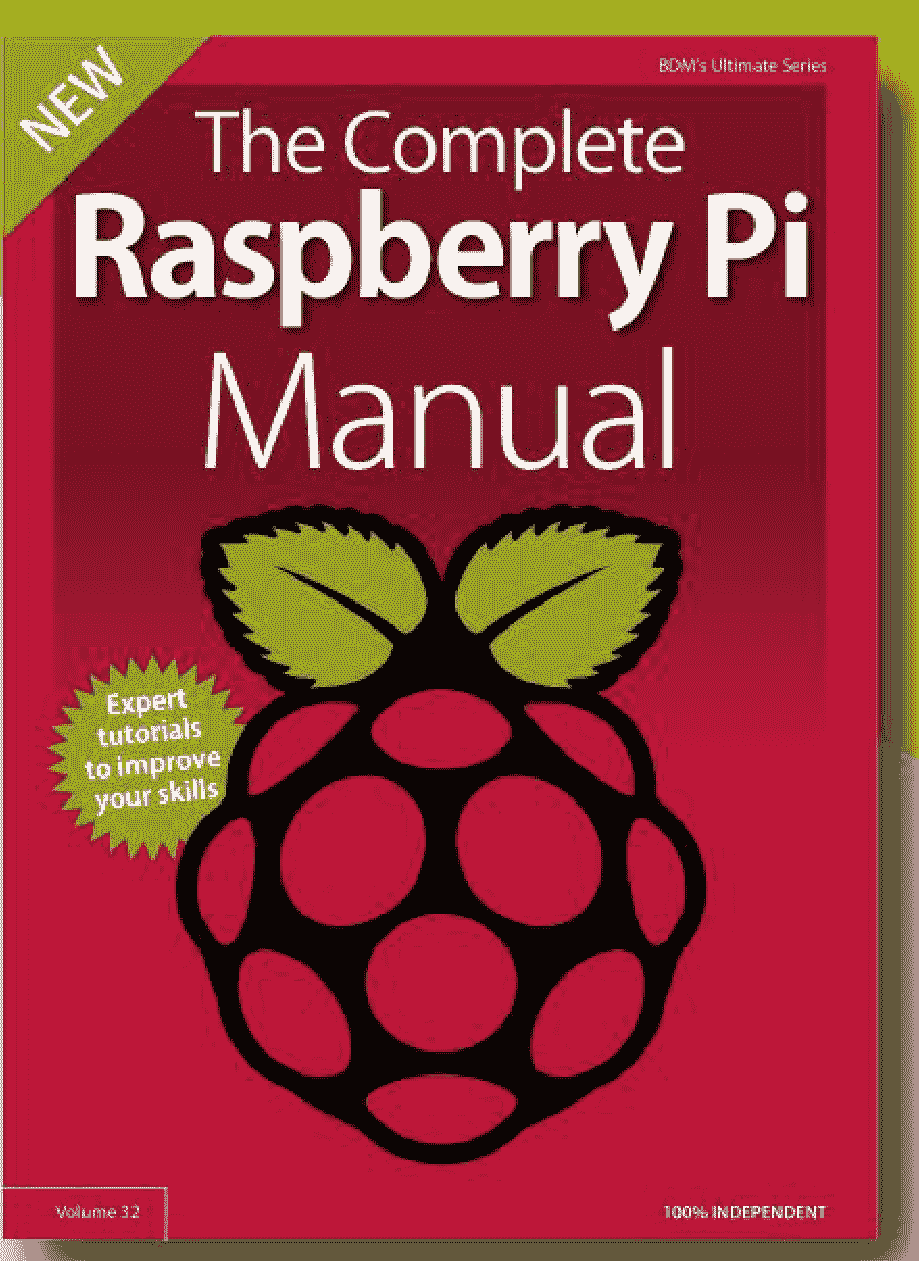 NEW
BDM's Ultimate Series
The Complete
Raspberry Pi
Manual
Expert
tutorials
to improve
your skills
Volume 32
100% INDEPENDENT